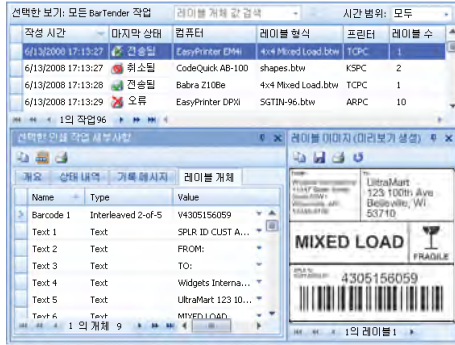 선택한 보기: 모든 BarTender 작업 레이블 개체 값 검색 시간 범위: 모두
작성 시간 마지막 상태 컴퓨터 레이블 형식 프린터 레이블 수
6/13/2008 17:13:27 전송됨 EasyPrinter EM4i 4x4 Mixed Load.btw TCPC 1
6/13/2008 17:13:27 취소됨 CodeQuick AB-100 shapes.btw KSPC 2
6/13/2008 17:13:28 전송됨 Babra Z10Be 4x4 Mixed Load.btw TCPC 1
6/13/2008 17:13:29 오류 EasyPrinter DPXi SGTIN-96.btw ARPC 10
1의 작업96
선택한 인쇄 작업 세부사항
개요 상태 내역 기록 메시지 레이블 개체
Name Type Value
Barcode 1 Interleaved 2-of-5 V4305156059
Text 1 Text SPLR ID CUST A...
Text 2 Text FROM:
Text 3 Text TO:
Text 4 Text Widgets Interna...
Text 5 Text UltraMart 123 10...
Text 6 Text MIXED LOAD
1 의 개체 9
레이블 이미지 (미리보기 생성)
UltraMart
123 100th Ave
Belleville, WI
53710
MIXED LOAD
FRAGILE
4305156059
1의 레이블1